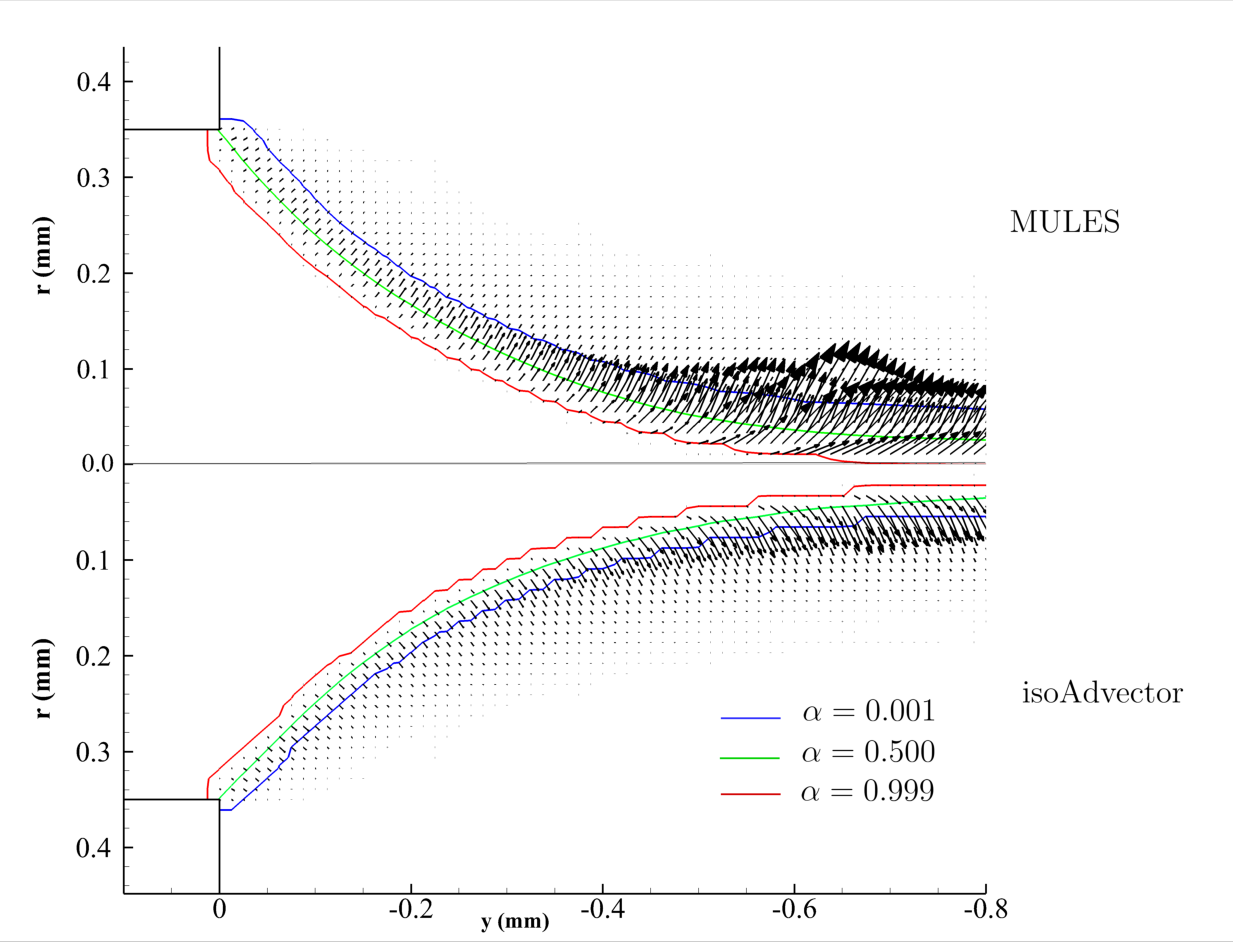 0.4
0.3
0.2
0.1
0.0
0.1
0.2
0.3
0.4
r (mm)
r (mm)
MULES
isoAdvector
α = 0.001
α = 0.500
α = 0.999
0 -0.2 -0.4 -0.6 -0.8
y (mm)